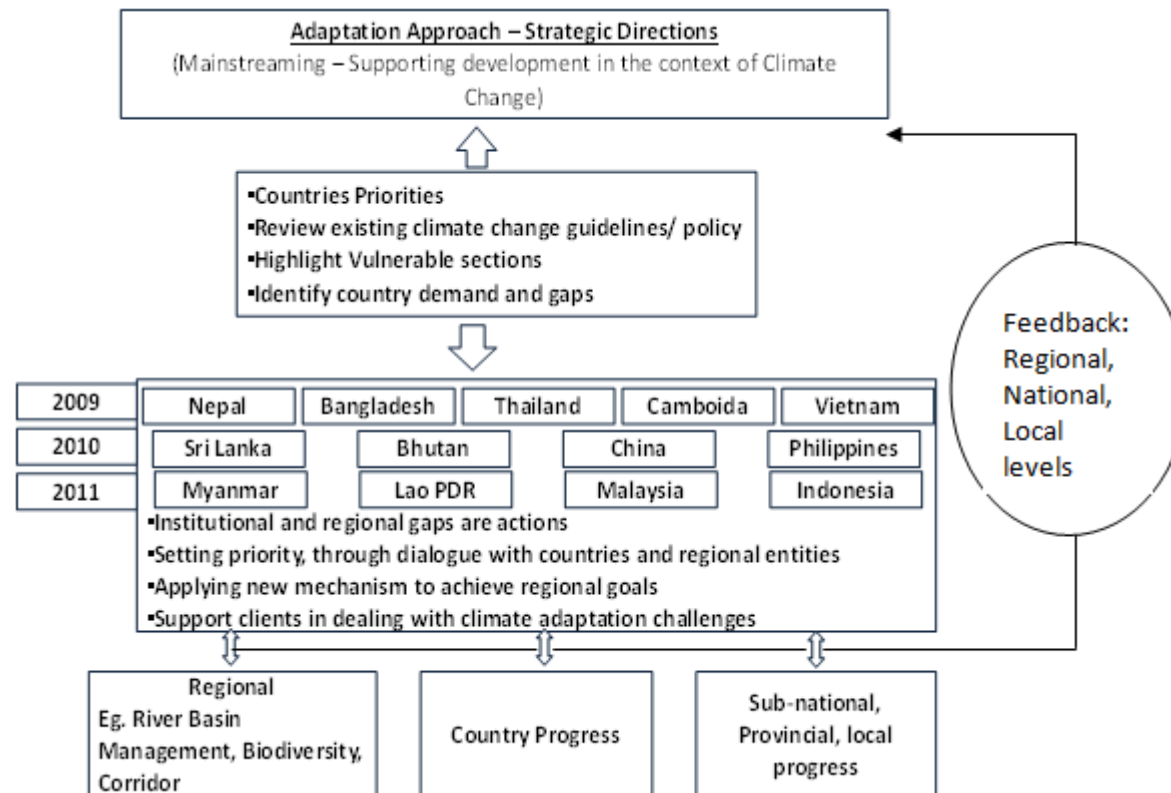 Adaptation Approach – Strategic Directions
(Mainstreaming – Supporting development in the context of Climate
Change)
▪Countries Priorities
▪Review existing climate change guidelines/ policy
▪Highlight Vulnerable sections
▪Identify country demand and gaps
Feedback:
Regional,
National,
Local
levels
2009
Nepal
Bangladesh
Thailand
Camboida
Vietnam
2010
Sri Lanka
Bhutan
China
Philippines
2011
Myanmar
Lao PDR
Malaysia
Indonesia
▪Institutional and regional gaps are actions
▪Setting priority, through dialogue with countries and regional entities
▪Applying new mechanism to achieve regional goals
▪Support clients in dealing with climate adaptation challenges
Regional
Eg. River Basin
Management, Biodiversity,
Corridor
Country Progress
Sub-national,
Provincial, local
progress